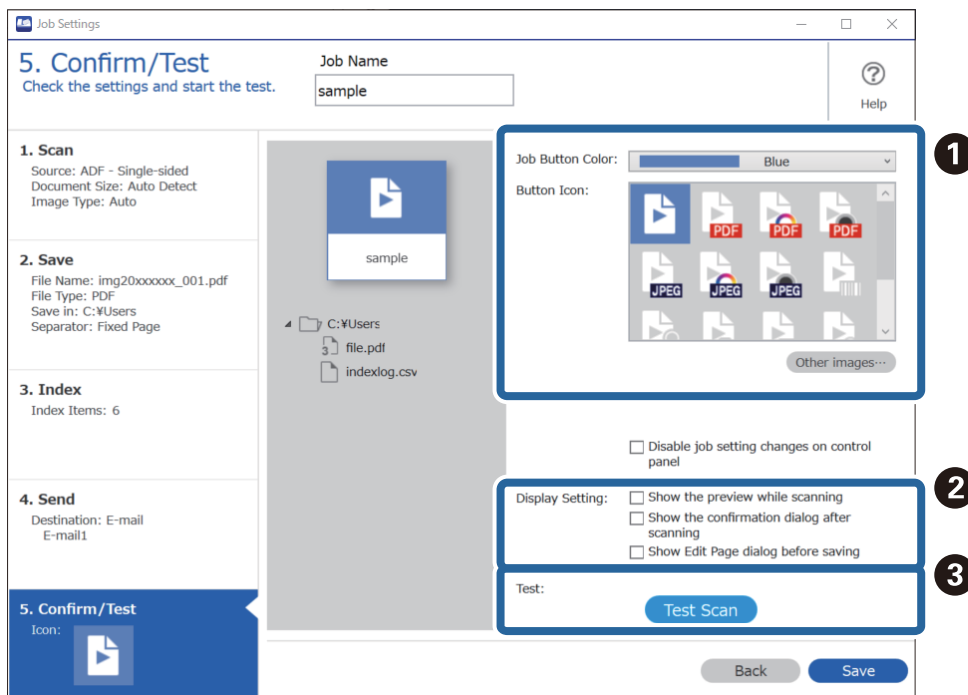 Job Settings
5. Confirm/Test
Check the settings and start the test.
Job Name
sample
Help
1. Scan
Source: ADF - Single-sided
Document Size: Auto Detect
Image Type: Auto
2. Save
File Name: img20xxxxxx_001.pdf
File Type: PDF
Save in: C:¥Users
Separator: Fixed Page
3. Index
Index Items: 6
4. Send
Destination: E-mail
E-mail1
5. Confirm/Test
Icon:
sample
C:¥Users
3 file.pdf
indexlog.csv
1
Job Button Color: Blue
Button Icon:
PDF PDF PDF
JPEG JPEG JPEG
Other images···
Disable job setting changes on control
panel
2
Display Setting: Show the preview while scanning
Show the confirmation dialog after
scanning
Show Edit Page dialog before saving
3
Test:
Test Scan
Back Save